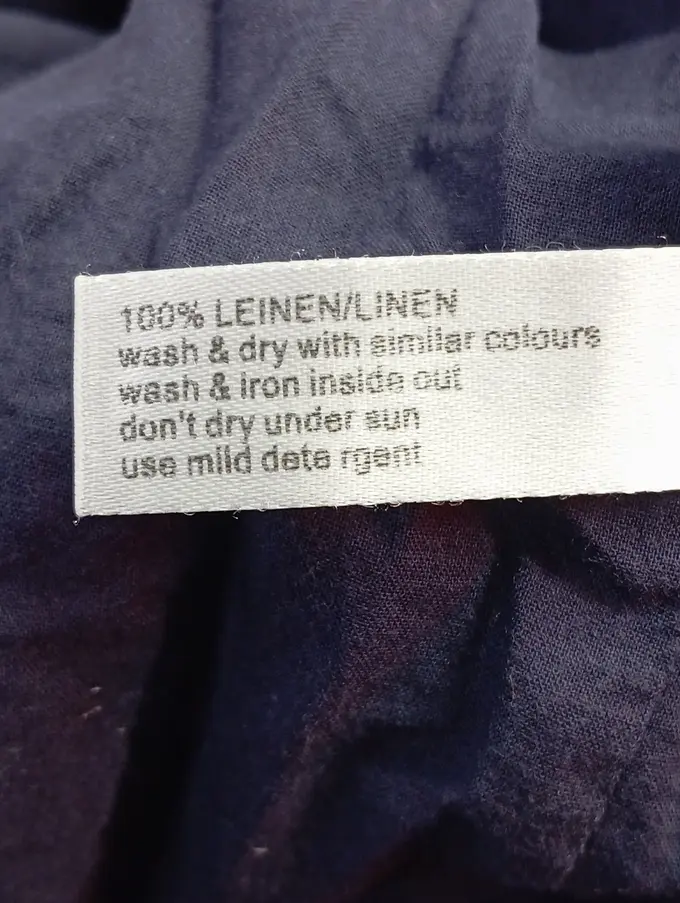 100% LEINEN/LINEN
wash & dry with similar colours
wash & iron inside out
don't dry under sun
use mild dete rgent